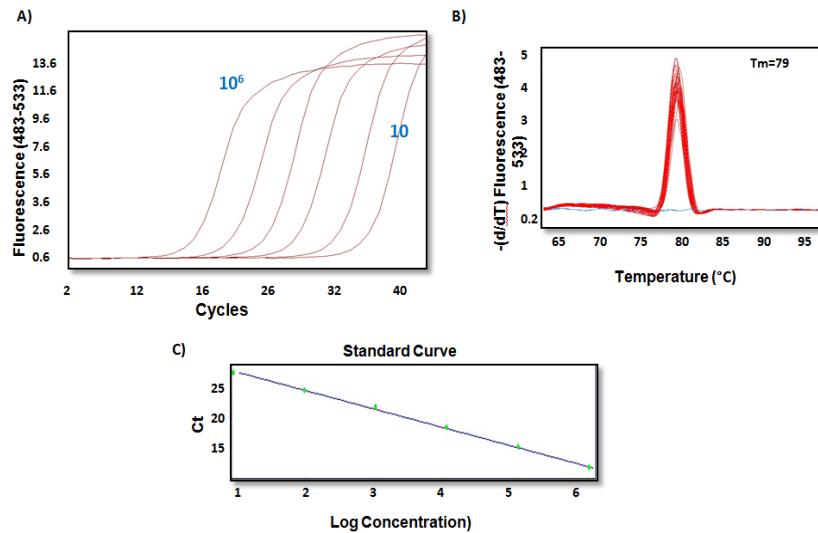 A)
Fluorescence (483-533)
13.6
11.6
9.6
7.6
5.6
3.6
2.6
0.6
10⁶
10
2 12 16 26 32 40
Cycles
B)
-(d/dT) Fluorescence (483-
533)
5
4
3
2
1
0.2
Tm=79
65 70 75 80 85 90 95
Temperature (°C)
C)
Standard Curve
Ct
25
20
15
1 2 3 4 5 6
Log Concentration)